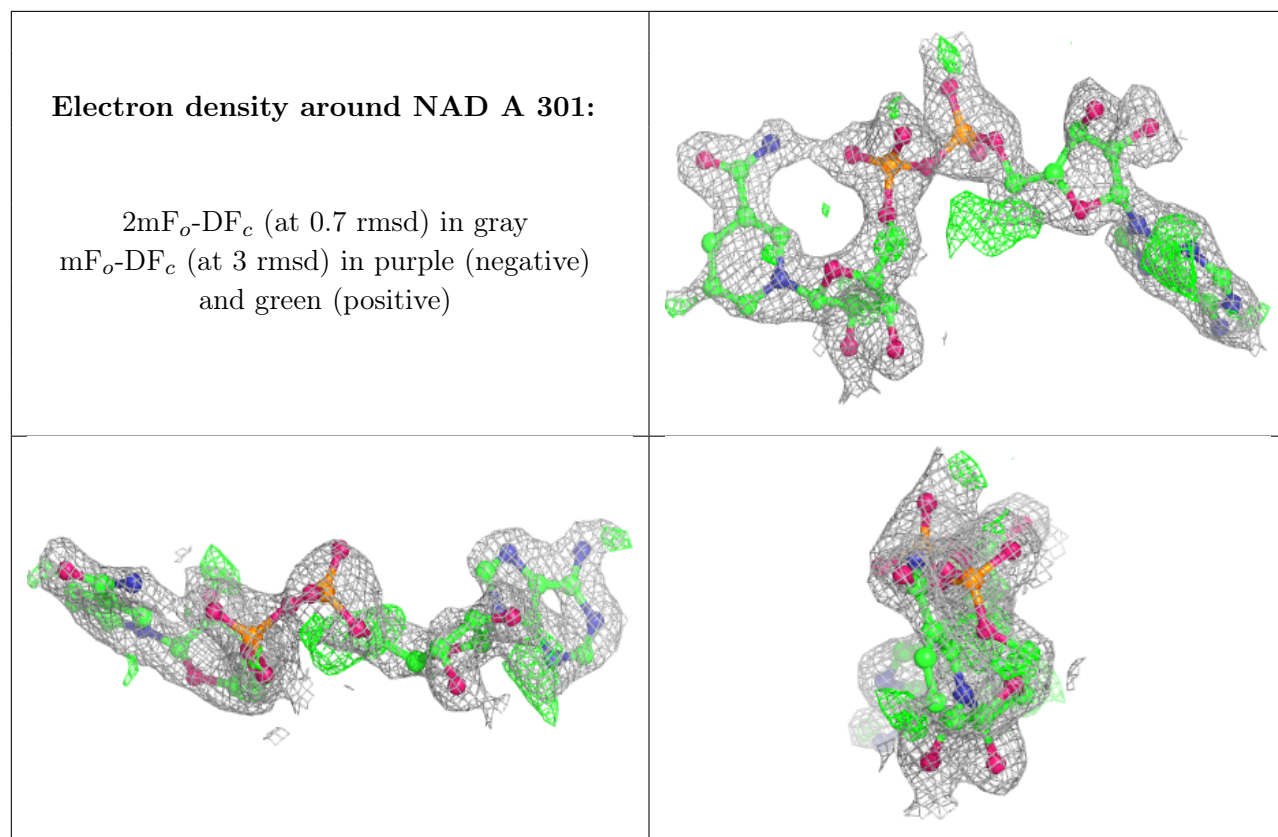 Electron density around NAD A 301:
2mFo-DFc (at 0.7 rmsd) in gray
mFo-DFc (at 3 rmsd) in purple (negative)
and green (positive)